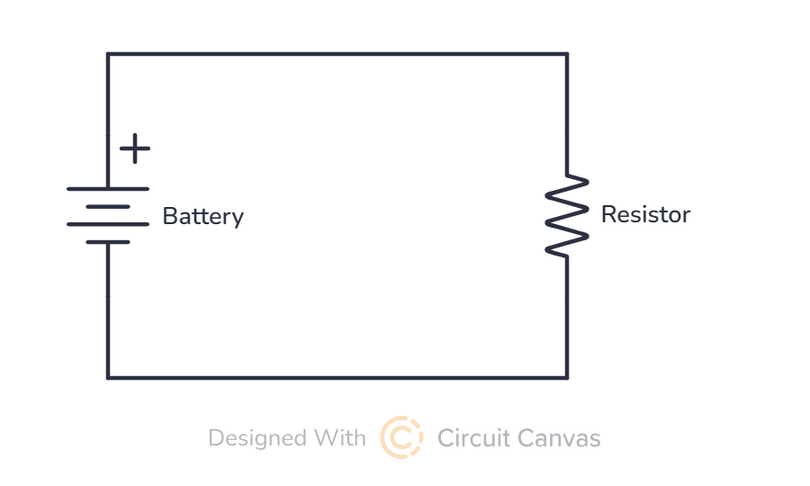 +
Battery
Resistor
Designed With Circuit Canvas